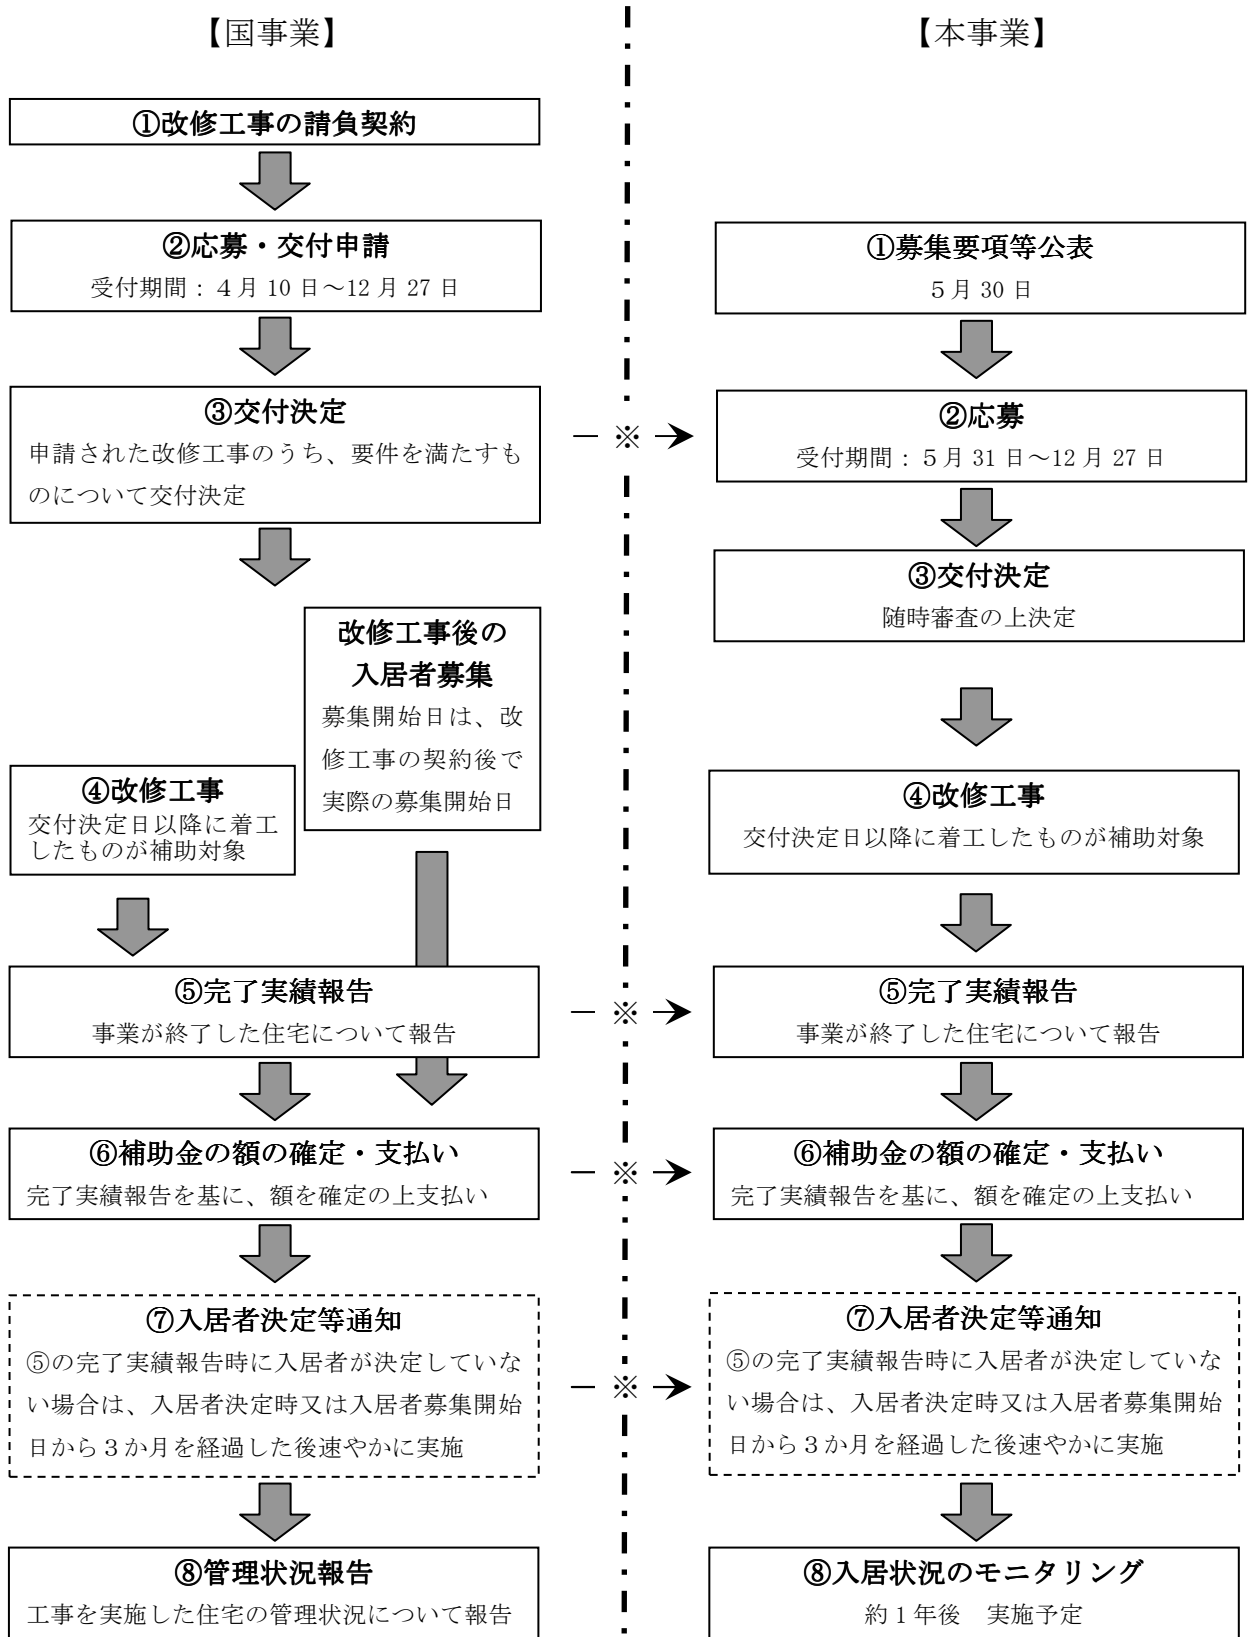 【国事業】
①改修工事の請負契約
②応募・交付申請
受付期間：４月 10 日～12 月 27 日
③交付決定
申請された改修工事のうち、要件を満たすも
のについて交付決定
改修工事後の
入居者募集
募集開始日は、改
修工事の契約後で
実際の募集開始日
④改修工事
交付決定日以降に着工
したものが補助対象
⑤完了実績報告
事業が終了した住宅について報告
⑥補助金の額の確定・支払い
完了実績報告を基に、額を確定の上支払い
⑦入居者決定等通知
⑤の完了実績報告時に入居者が決定していな
い場合は、入居者決定時又は入居者募集開始
日から３か月を経過した後速やかに実施
⑧管理状況報告
工事を実施した住宅の管理状況について報告
※
※
※
※
【本事業】
①募集要項等公表
５月 30 日
②応募
受付期間：５月 31 日～12 月 27 日
③交付決定
随時審査の上決定
④改修工事
交付決定日以降に着工したものが補助対象
⑤完了実績報告
事業が終了した住宅について報告
⑥補助金の額の確定・支払い
完了実績報告を基に、額を確定の上支払い
⑦入居者決定等通知
⑤の完了実績報告時に入居者が決定していな
い場合は、入居者決定時又は入居者募集開始
日から３か月を経過した後速やかに実施
⑧入居状況のモニタリング
約１年後　実施予定